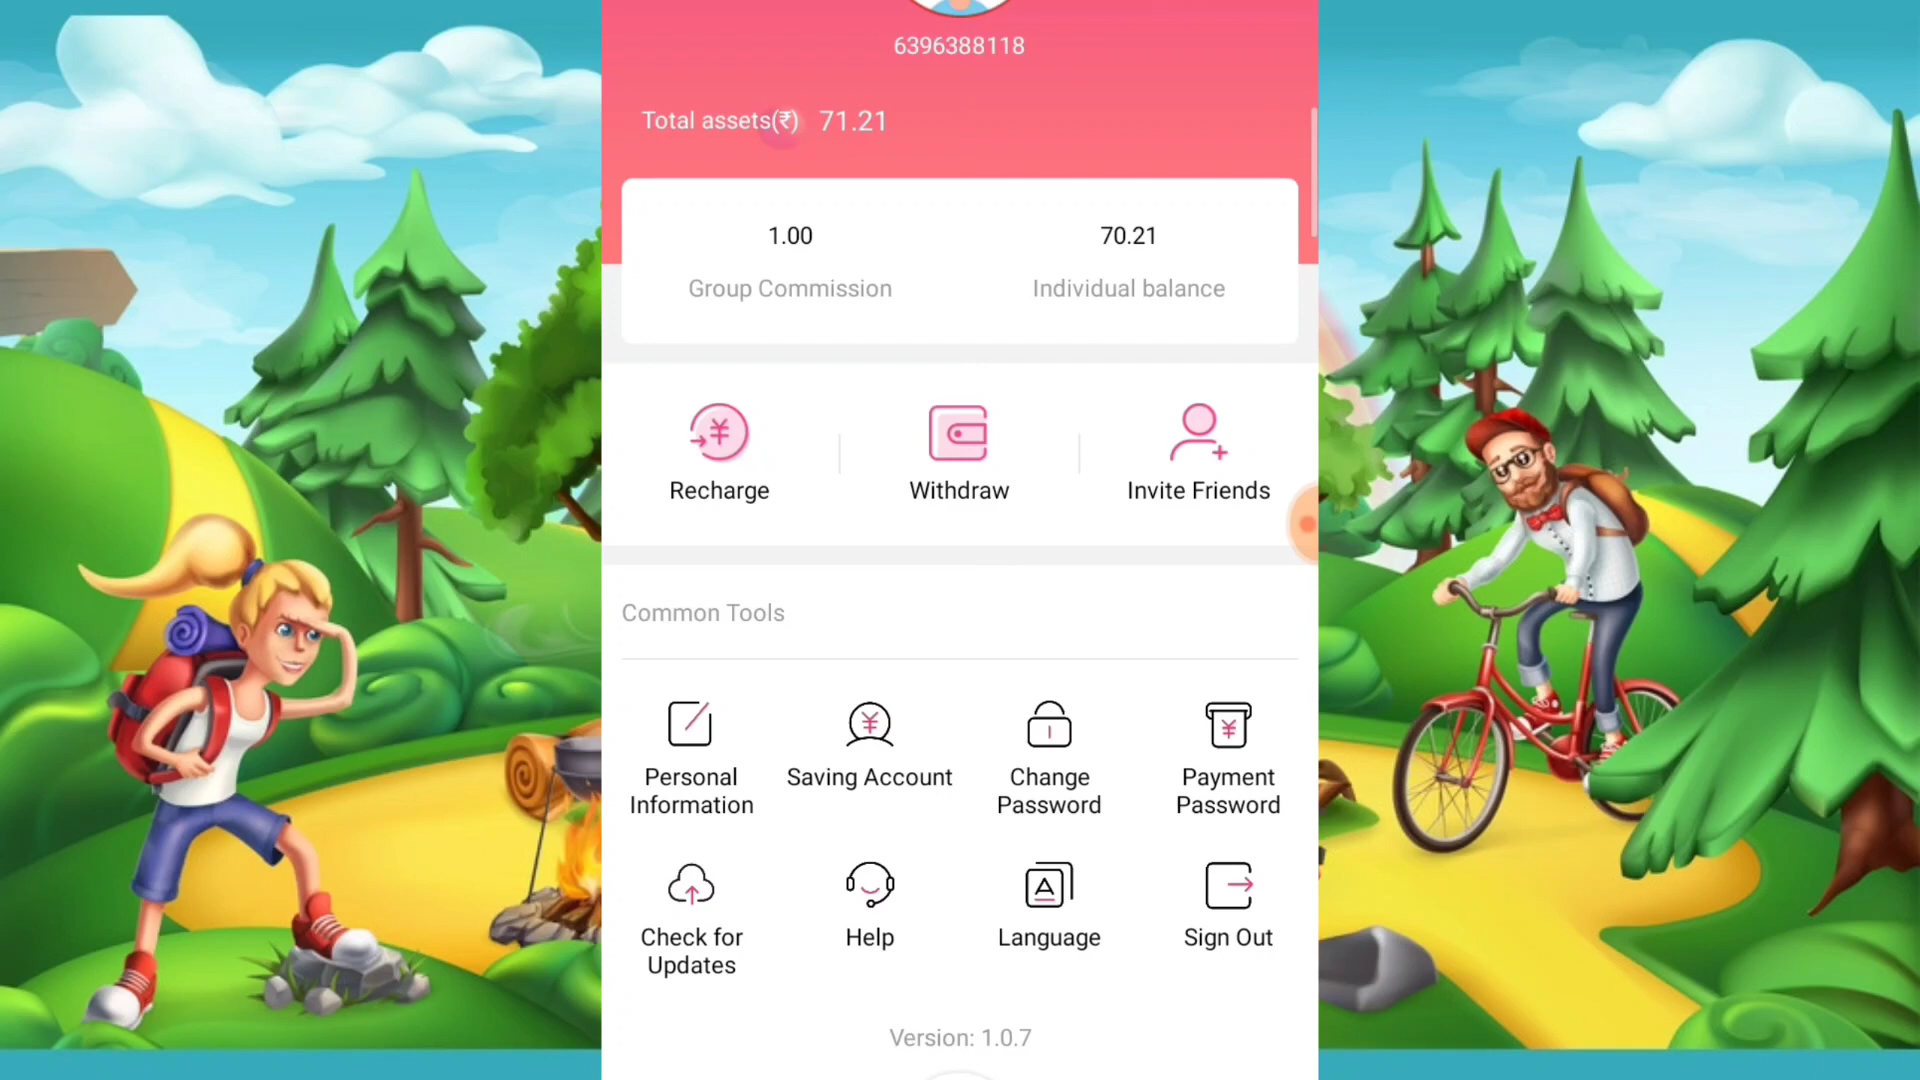 6396388118
Total assets(₹) 71.21
1.00
70.21
Group Commission
Individual balance
Recharge
Withdraw
Invite Friends
Common Tools
Personal
Information
Saving Account
Change
Password
Payment
Password
Check for
Updates
Help
Language
Sign Out
Version: 1.0.7